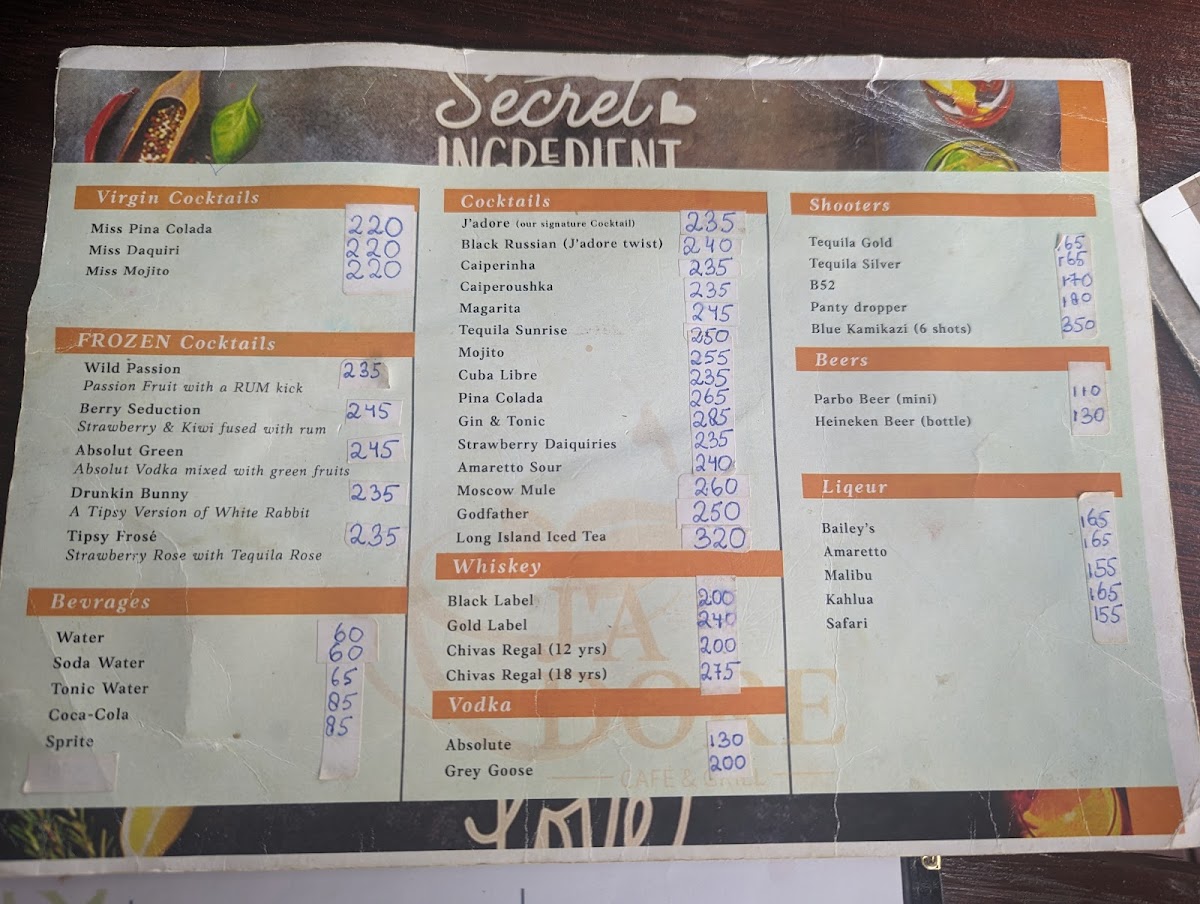 Secret
INGREDIENT
Virgin Cocktails
Miss Pina Colada 220
Miss Daquiri 220
Miss Mojito 220
FROZEN Cocktails
Wild Passion 235
Passion Fruit with a RUM kick
Berry Seduction 245
Strawberry & Kiwi fused with rum
Absolut Green 245
Absolut Vodka mixed with green fruits
Drunkin Bunny 235
A Tipsy Version of White Rabbit
Tipsy Frosé 235
Strawberry Rose with Tequila Rose
Bevrages
Water 60
Soda Water 60
Tonic Water 65
Coca-Cola 85
Sprite 85
Cocktails
J'adore (our signature Cocktail) 235
Black Russian (J'adore twist) 240
Caiperinha 235
Caiperoushka 235
Magarita 245
Tequila Sunrise 250
Mojito 255
Cuba Libre 235
Pina Colada 265
Gin & Tonic 285
Strawberry Daiquiries 235
Amaretto Sour 240
Moscow Mule 260
Godfather 250
Long Island Iced Tea 320
Whiskey
Black Label 200
Gold Label 240
Chivas Regal (12 yrs) 200
Chivas Regal (18 yrs) 275
Vodka
Absolute 130
Grey Goose 200
J'A
DORE
CAFE & GRILL
Shooters
Tequila Gold 165
Tequila Silver 165
B52 170
Panty dropper 180
Blue Kamikazi (6 shots) 350
Beers
Parbo Beer (mini) 110
Heineken Beer (bottle) 130
Liqeur
Bailey's 165
Amaretto 165
Malibu 155
Kahlua 165
Safari 155